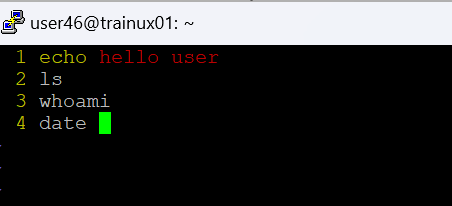 user46@trainux01: ~
1 echo hello user
2 ls
3 whoami
4 date